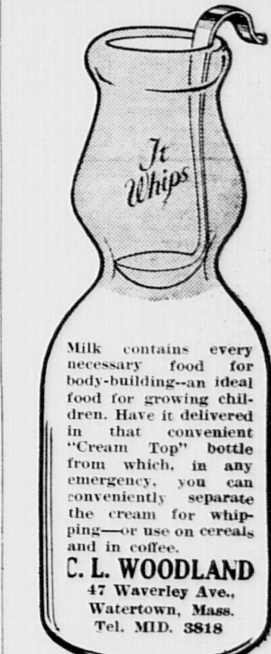 It
Whips
Milk contains every
necessary food for
body-building--an ideal
food for growing chil-
dren. Have it delivered
in that convenient
"Cream Top" bottle
from which, in any
emergency, you can
conveniently separate
the cream for whip-
ping—or use on cereals
and in coffee.
C. L. WOODLAND
47 Waverley Ave.,
Watertown, Mass.
Tel. MID. 3818